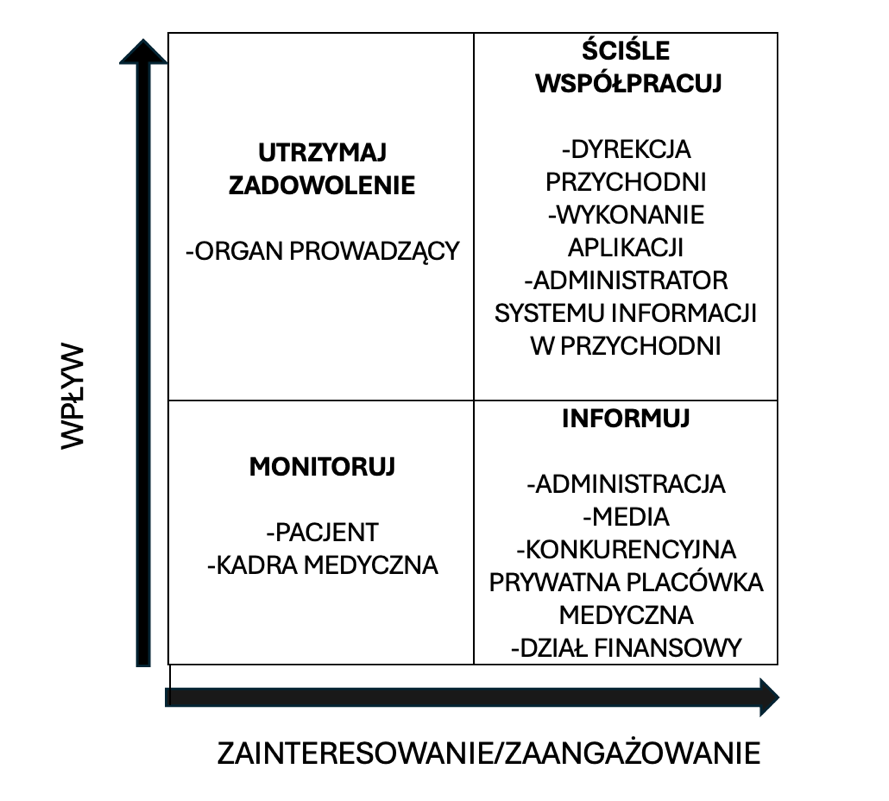 WPŁYW
UTRZYMAJ
ZADOWOLENIE
-ORGAN PROWADZĄCY
ŚCIŚLE
WSPÓŁPRACUJ
-DYREKCJA
PRZYCHODNI
-WYKONANIE
APLIKACJI
-ADMINISTRATOR
SYSTEMU INFORMACJI
W PRZYCHODNI
MONITORUJ
-PACJENT
-KADRA MEDYCZNA
INFORMUJ
-ADMINISTRACJA
-MEDIA
-KONKURENCYJNA
PRYWATNA PLACÓWKA
MEDYCZNA
-DZIAŁ FINANSOWY
ZAINTERESOWANIE/ZAANGAŻOWANIE